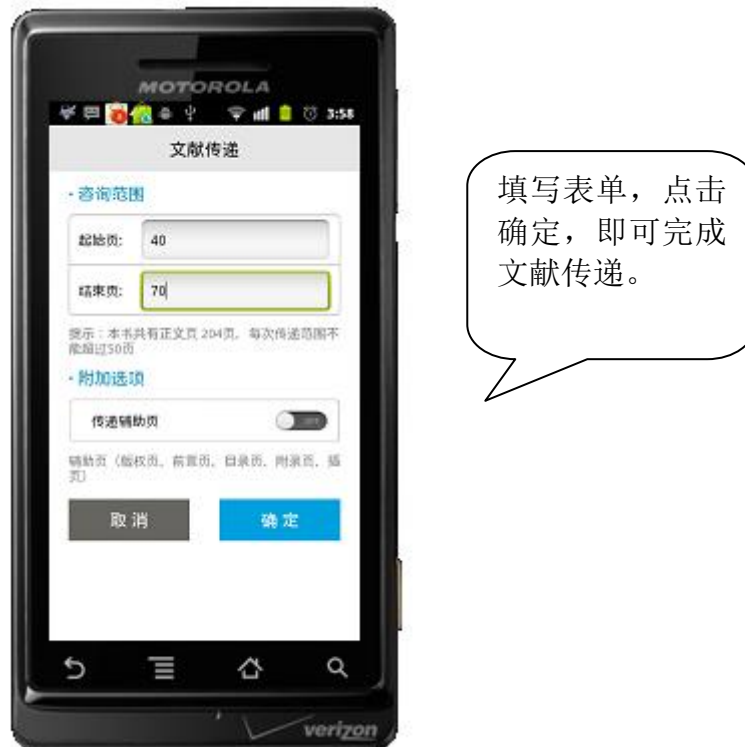 MOTOROLA
3:58
文献传递
·咨询范围
起始页: 40
结束页: 70
提示：本书共有正文页 204页，每次传递范围不
能超过50页
·附加选项
传递辅助页
辅助页（版权页、前言页、目录页、附录页、插
页）
取 消 确 定
verizon
填写表单，点击
确定，即可完成
文献传递。